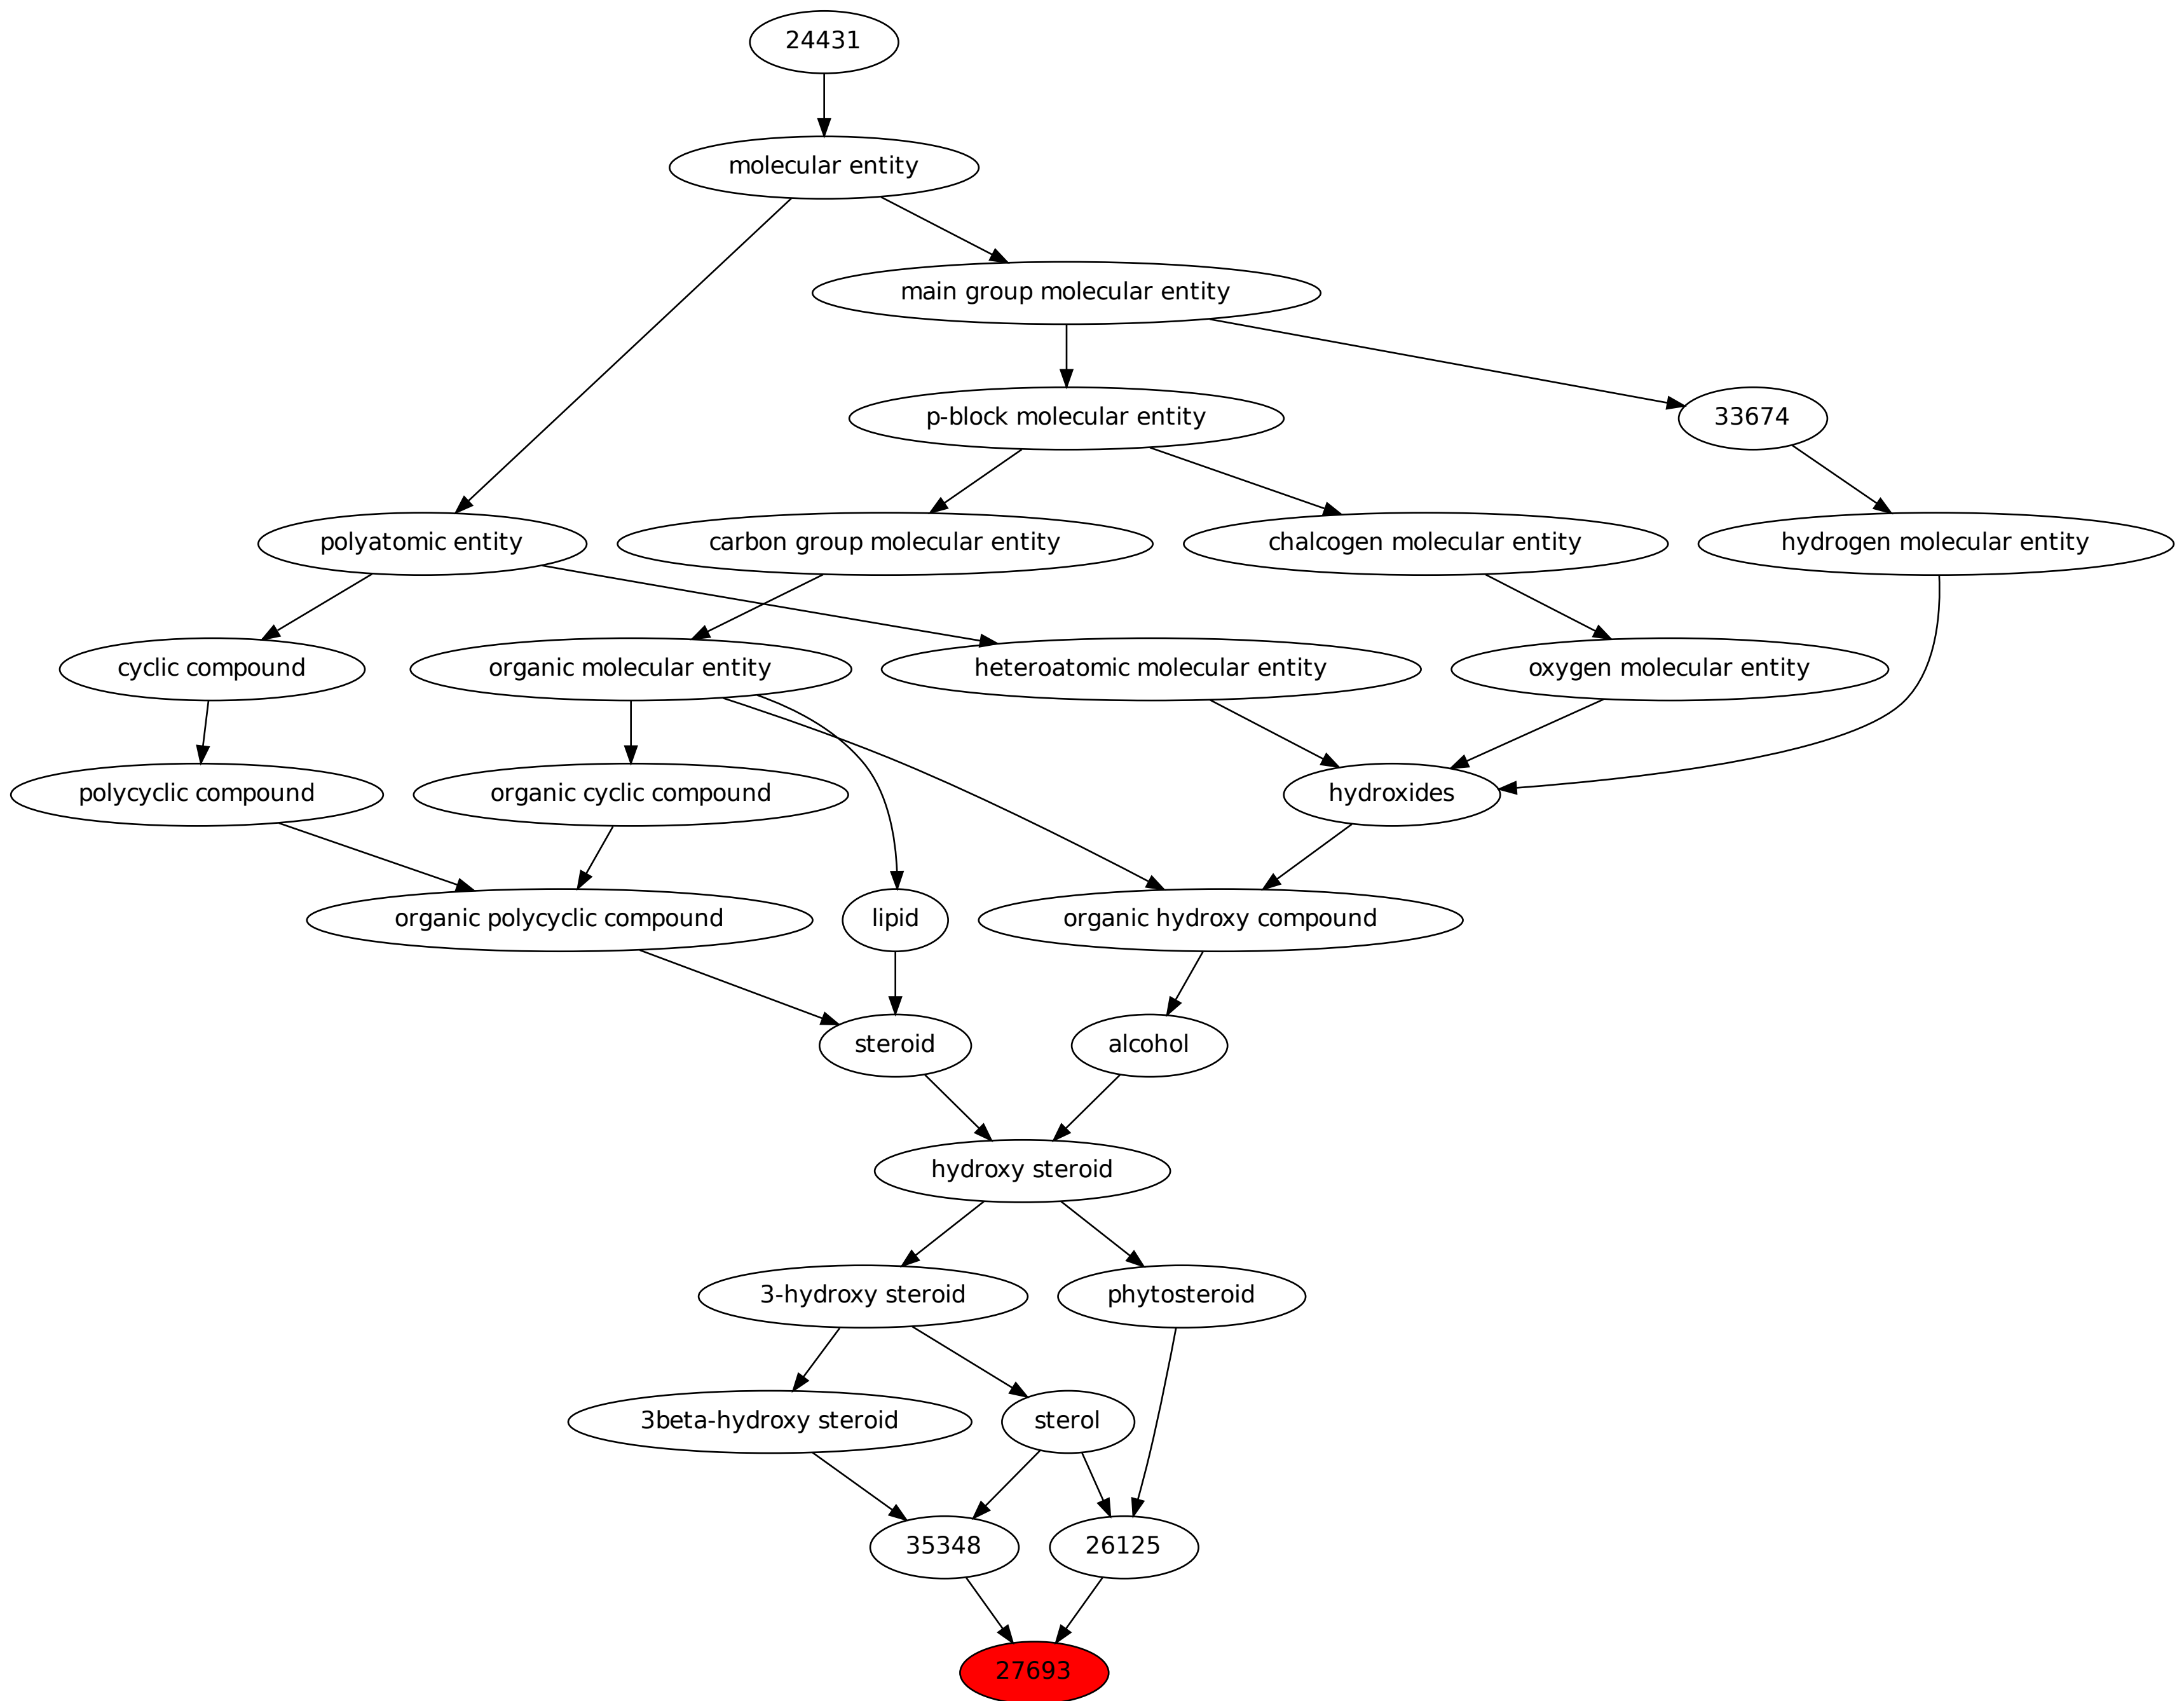 24431
molecular entity
main group molecular entity
p-block molecular entity
33674
polyatomic entity
carbon group molecular entity
chalcogen molecular entity
hydrogen molecular entity
cyclic compound
organic molecular entity
heteroatomic molecular entity
oxygen molecular entity
polycyclic compound
organic cyclic compound
hydroxides
organic polycyclic compound
lipid
organic hydroxy compound
steroid
alcohol
hydroxy steroid
3-hydroxy steroid
phytosteroid
3beta-hydroxy steroid
sterol
35348
26125
27693